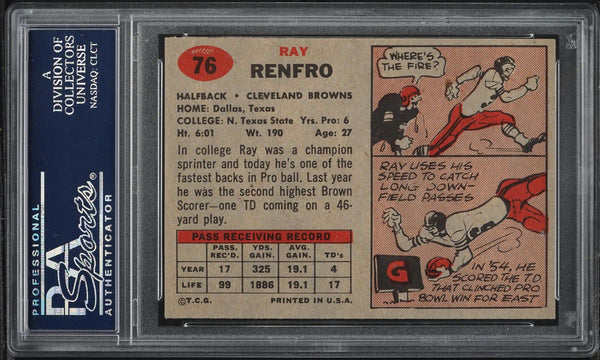 A
DIVISION OF
COLLECTORS
UNIVERSE
NASDAQ: CLCT
PROFESSIONAL
PSA
Sports
AUTHENTICATOR
76
RAY
RENFRO
HALFBACK • CLEVELAND BROWNS
HOME: Dallas, Texas
COLLEGE: N. Texas State Yrs. Pro: 6
Ht. 6:01 Wt. 190 Age: 27
In college Ray was a champion
sprinter and today he's one of the
fastest backs in Pro ball. Last year
he was the second highest Brown
Scorer—one TD coming on a 46-
yard play.
PASS RECEIVING RECORD
PASS. REC'D. YDS. GAIN. AVG. GAIN. TD's
YEAR 17 325 19.1 4
LIFE 99 1886 19.1 13
©T.C.G. PRINTED IN U.S.A.
WHERE'S
THE FIRE?
RAY USES HIS
SPEED TO CATCH
LONG DOWN-
FIELD PASSES
G
IN '54, HE
SCORED THE T.D.
THAT CLINCHED PRO
BOWL WIN FOR EAST